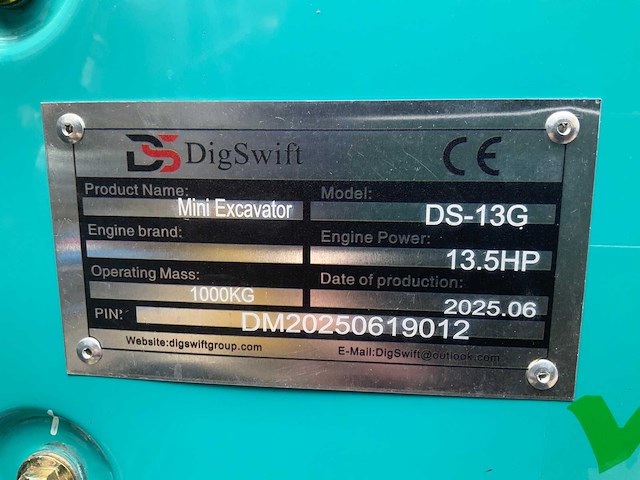 DS DigSwift CE
Product Name: Model:
Mini Excavator DS-13G
Engine brand: Engine Power:
13.5HP
Operating Mass: Date of production:
1000KG 2025.06
PIN: DM20250619012
Website:digswiftgroup.com E-Mail:DigSwift@outlook.com